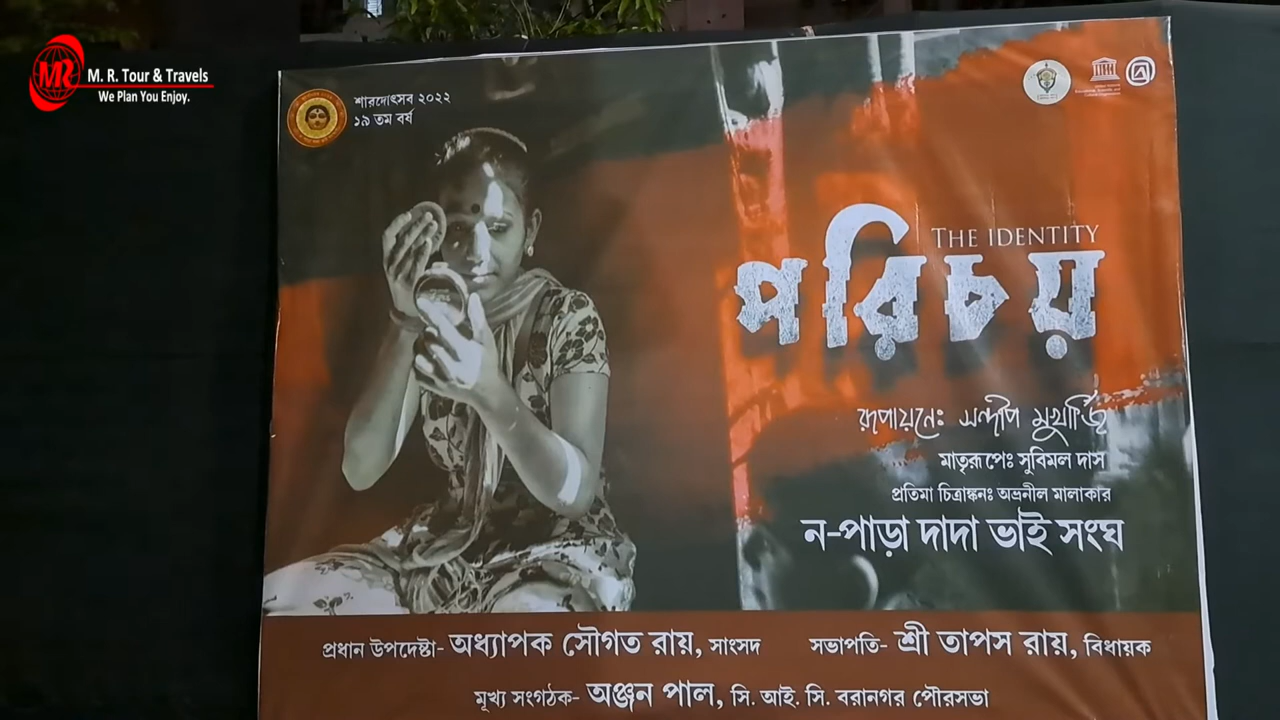 M. R. Tour & Travels
We Plan You Enjoy.
শারদোৎসব ২০২২
১৯ তম বর্ষ
THE IDENTITY
পরিচয়
রূপায়নেঃ সন্দীপ মুখার্জি
মাতৃরূপেঃ সুবিমল দাস
প্রতিমা চিত্রাঙ্কনঃ অভ্রনীল মালাকার
ন-পাড়া দাদা ভাই সংঘ
প্রধান উপদেষ্টা- অধ্যাপক সৌগত রায়, সাংসদ
সভাপতি- শ্রী তাপস রায়, বিধায়ক
মূখ্য সংগঠক- অঞ্জন পাল, সি. আই. সি. বরানগর পৌরসভা